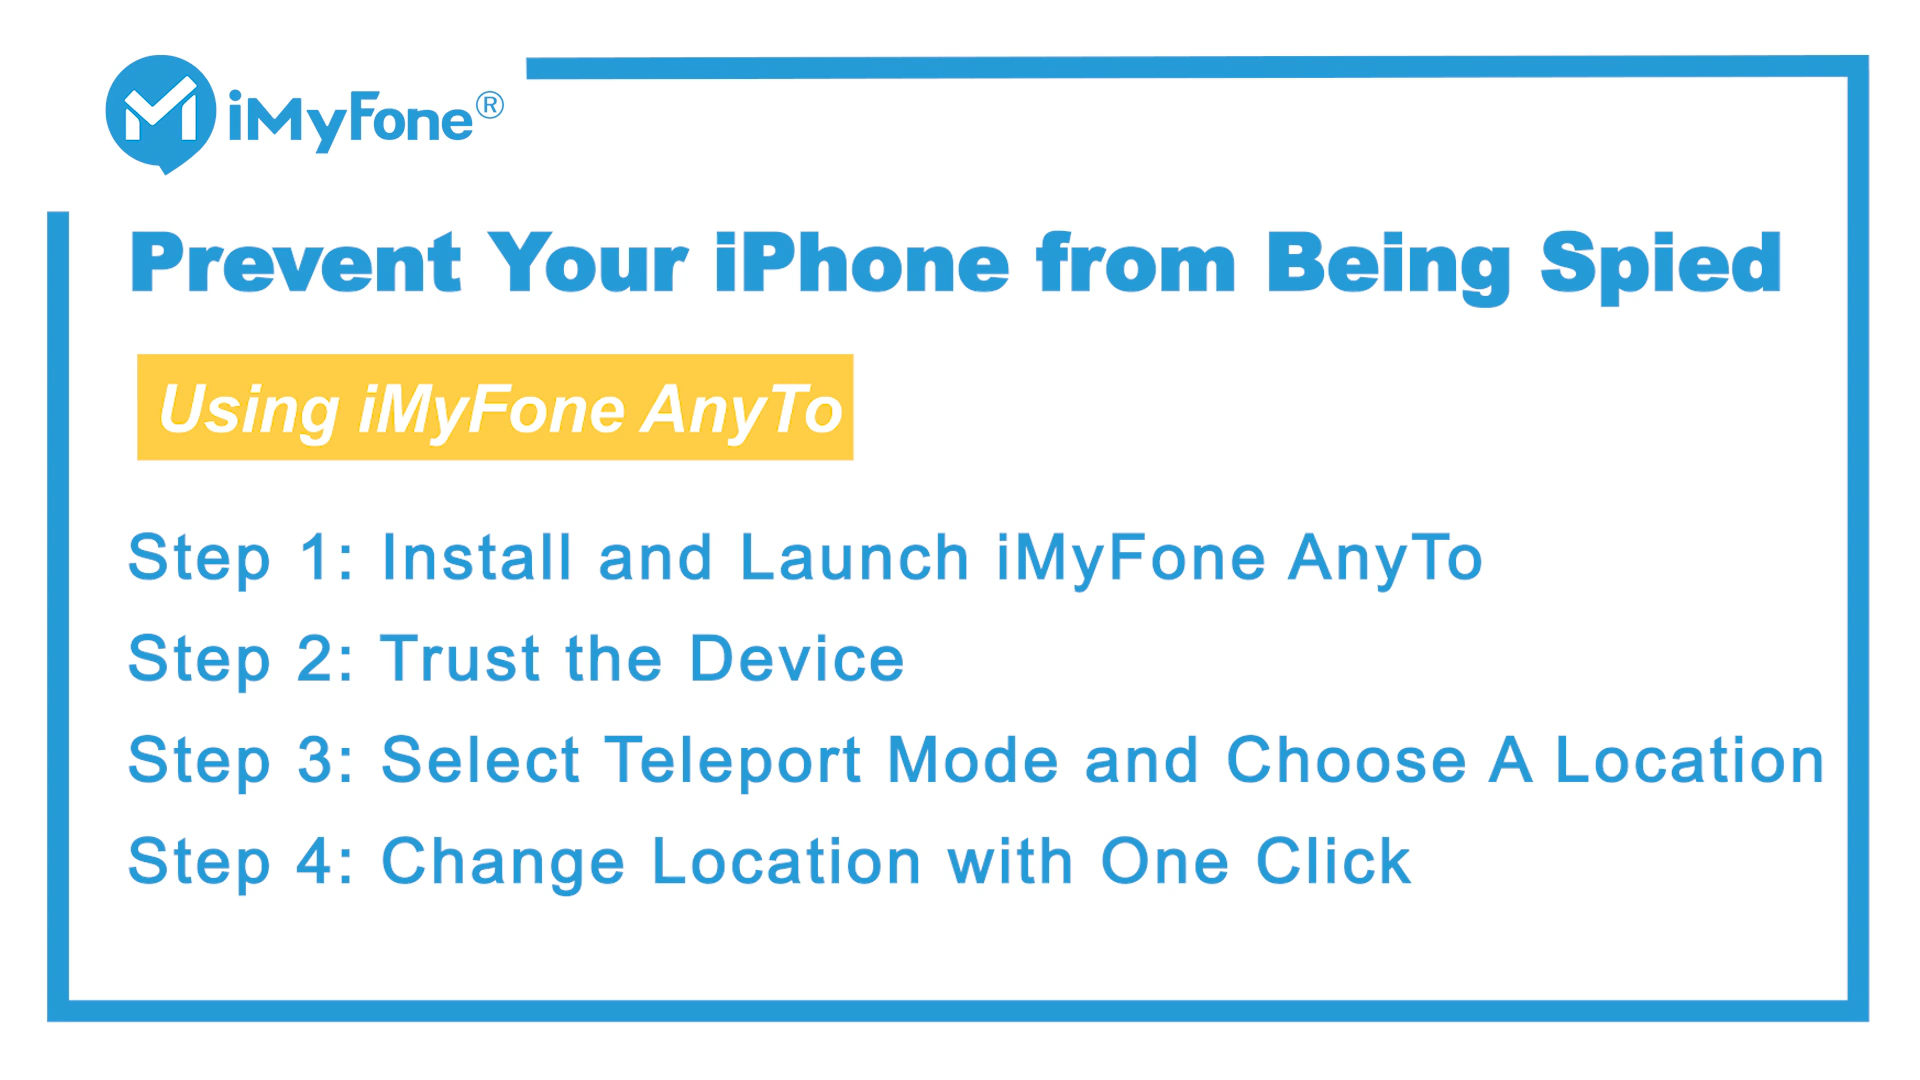 iMyFone®
Prevent Your iPhone from Being Spied
Using iMyFone AnyTo
Step 1: Install and Launch iMyFone AnyTo
Step 2: Trust the Device
Step 3: Select Teleport Mode and Choose A Location
Step 4: Change Location with One Click